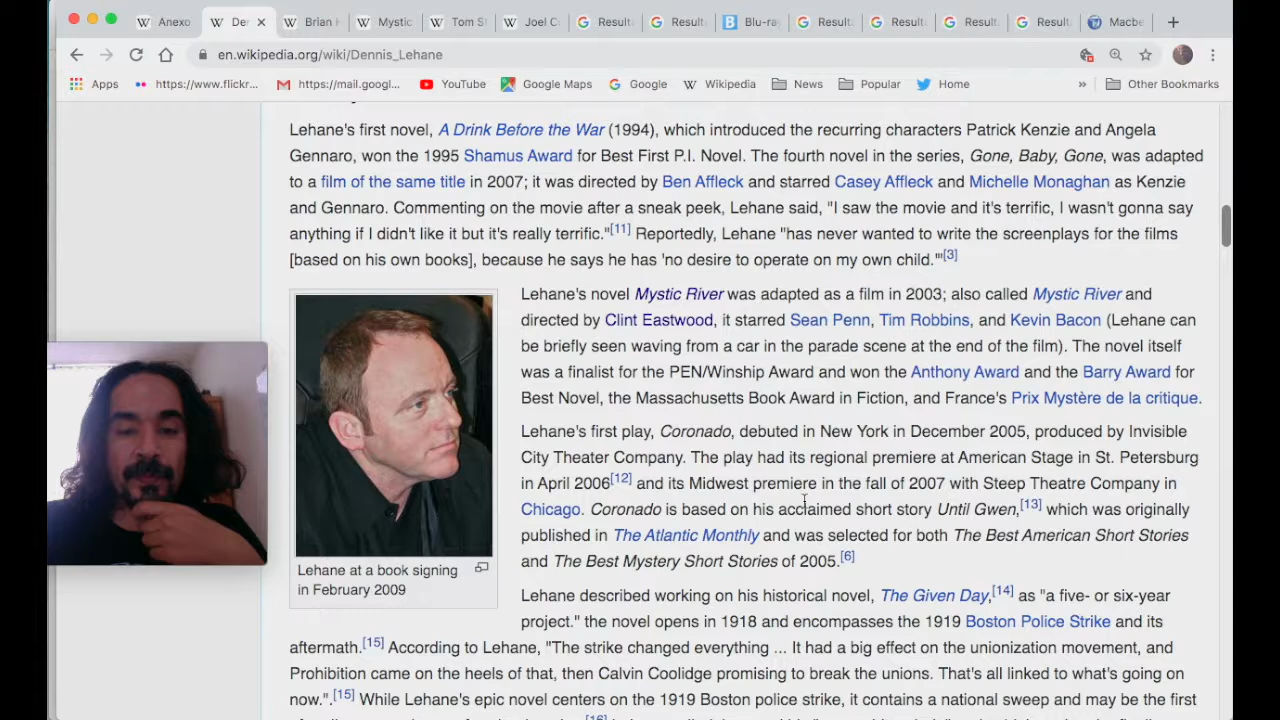 Anexo
Der
Brian H
Mystic
Tom St
Joel C
Result
Result
Blu-ray
Result
Result
Result
Result
Macbe
en.wikipedia.org/wiki/Dennis_Lehane
Apps
https://www.flickr...
https://mail.googl...
YouTube
Google Maps
Google
Wikipedia
News
Popular
Home
»
Other Bookmarks
Lehane's first novel, A Drink Before the War (1994), which introduced the recurring characters Patrick Kenzie and Angela
Gennaro, won the 1995 Shamus Award for Best First P.I. Novel. The fourth novel in the series, Gone, Baby, Gone, was adapted
to a film of the same title in 2007; it was directed by Ben Affleck and starred Casey Affleck and Michelle Monaghan as Kenzie
and Gennaro. Commenting on the movie after a sneak peek, Lehane said, "I saw the movie and it's terrific, I wasn't gonna say
anything if I didn't like it but it's really terrific."[11] Reportedly, Lehane "has never wanted to write the screenplays for the films
[based on his own books], because he says he has 'no desire to operate on my own child.'"[3]
Lehane's novel Mystic River was adapted as a film in 2003; also called Mystic River and
directed by Clint Eastwood, it starred Sean Penn, Tim Robbins, and Kevin Bacon (Lehane can
be briefly seen waving from a car in the parade scene at the end of the film). The novel itself
was a finalist for the PEN/Winship Award and won the Anthony Award and the Barry Award for
Best Novel, the Massachusetts Book Award in Fiction, and France's Prix Mystère de la critique.
Lehane's first play, Coronado, debuted in New York in December 2005, produced by Invisible
City Theater Company. The play had its regional premiere at American Stage in St. Petersburg
in April 2006[12] and its Midwest premiere in the fall of 2007 with Steep Theatre Company in
Chicago. Coronado is based on his acclaimed short story Until Gwen,[13] which was originally
published in The Atlantic Monthly and was selected for both The Best American Short Stories
and The Best Mystery Short Stories of 2005.[6]
Lehane at a book signing
in February 2009
Lehane described working on his historical novel, The Given Day,[14] as "a five- or six-year
project." the novel opens in 1918 and encompasses the 1919 Boston Police Strike and its
aftermath.[15] According to Lehane, "The strike changed everything ... It had a big effect on the unionization movement, and
Prohibition came on the heels of that, then Calvin Coolidge promising to break the unions. That's all linked to what's going on
now.".[15] While Lehane's epic novel centers on the 1919 Boston police strike, it contains a national sweep and may be the first